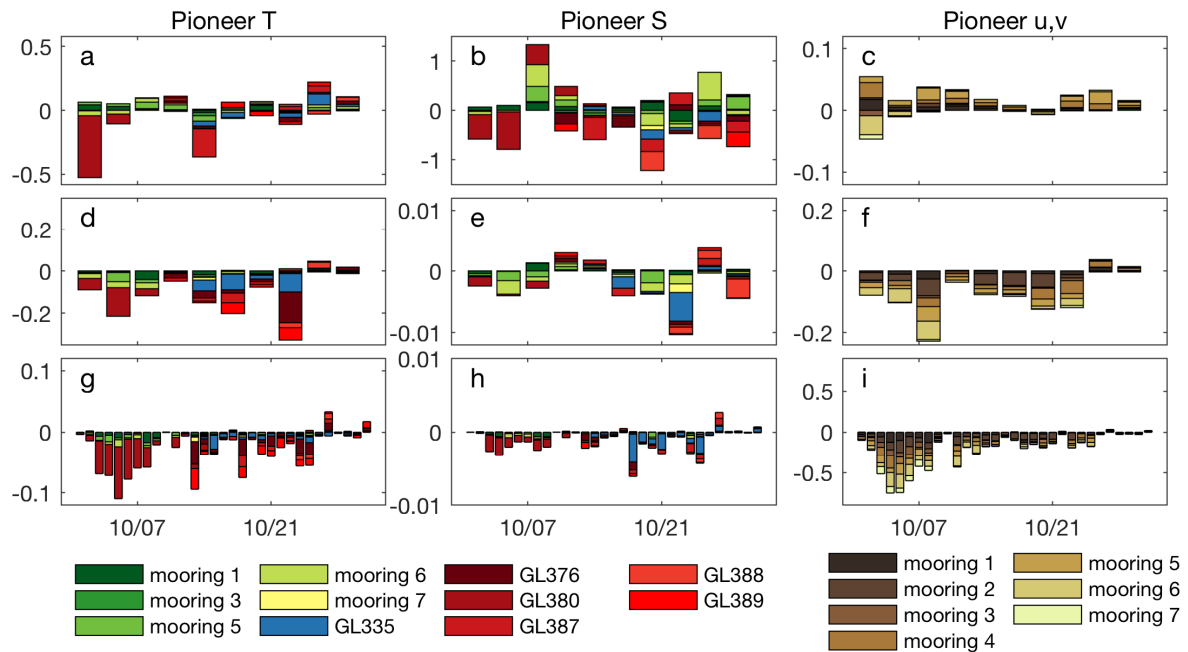 Pioneer T Pioneer S Pioneer u,v
a b c
0.5 1 0.1
0 0 0
-0.5 -1 -0.1
d e f
0.2 0.01 0.2
0 0 0
-0.2 -0.01 -0.2
g h i
0.1 0.01 0.5
0 0 0
-0.1 0.01 -0.5
10/07 10/21 10/07 10/21 10/07 10/21
mooring 1 mooring 6 GL376 GL388
mooring 3 mooring 7 GL380 GL389
mooring 5 GL335 GL387
mooring 1 mooring 5
mooring 2 mooring 6
mooring 3 mooring 7
mooring 4